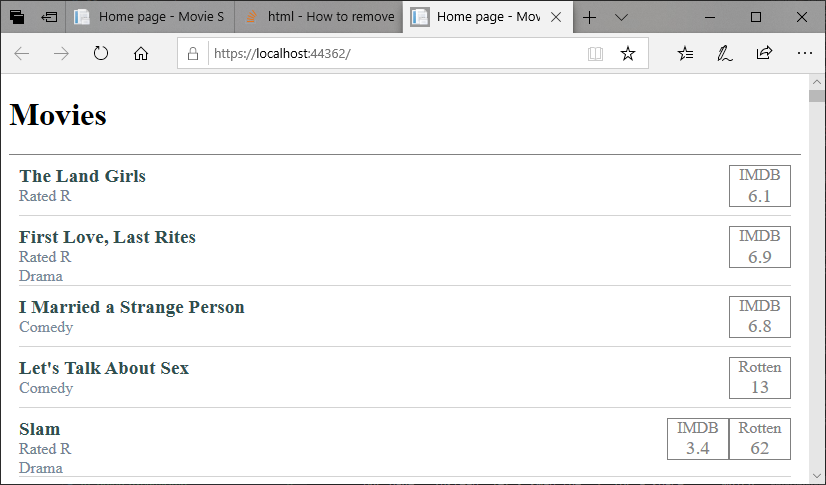 Home page - Movie S
html - How to remove
Home page - Mov
https://localhost:44362/
Movies
The Land Girls
Rated R
IMDB
6.1
First Love, Last Rites
Rated R
Drama
IMDB
6.9
I Married a Strange Person
Comedy
IMDB
6.8
Let's Talk About Sex
Comedy
Rotten
13
Slam
Rated R
Drama
IMDB Rotten
3.4 62